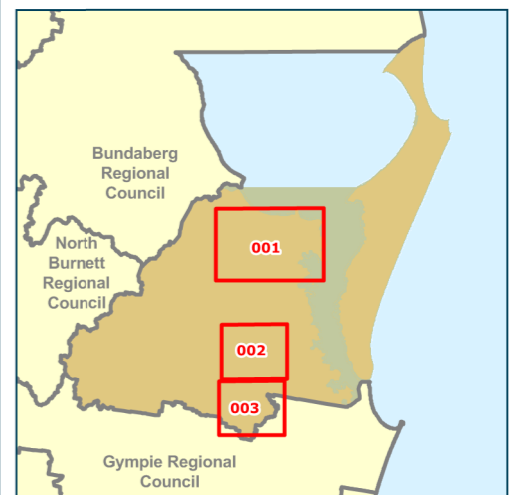 Bundaberg
Regional
Council
North
Burnett
Regional
Council
001
002
003
Gympie Regional
Council